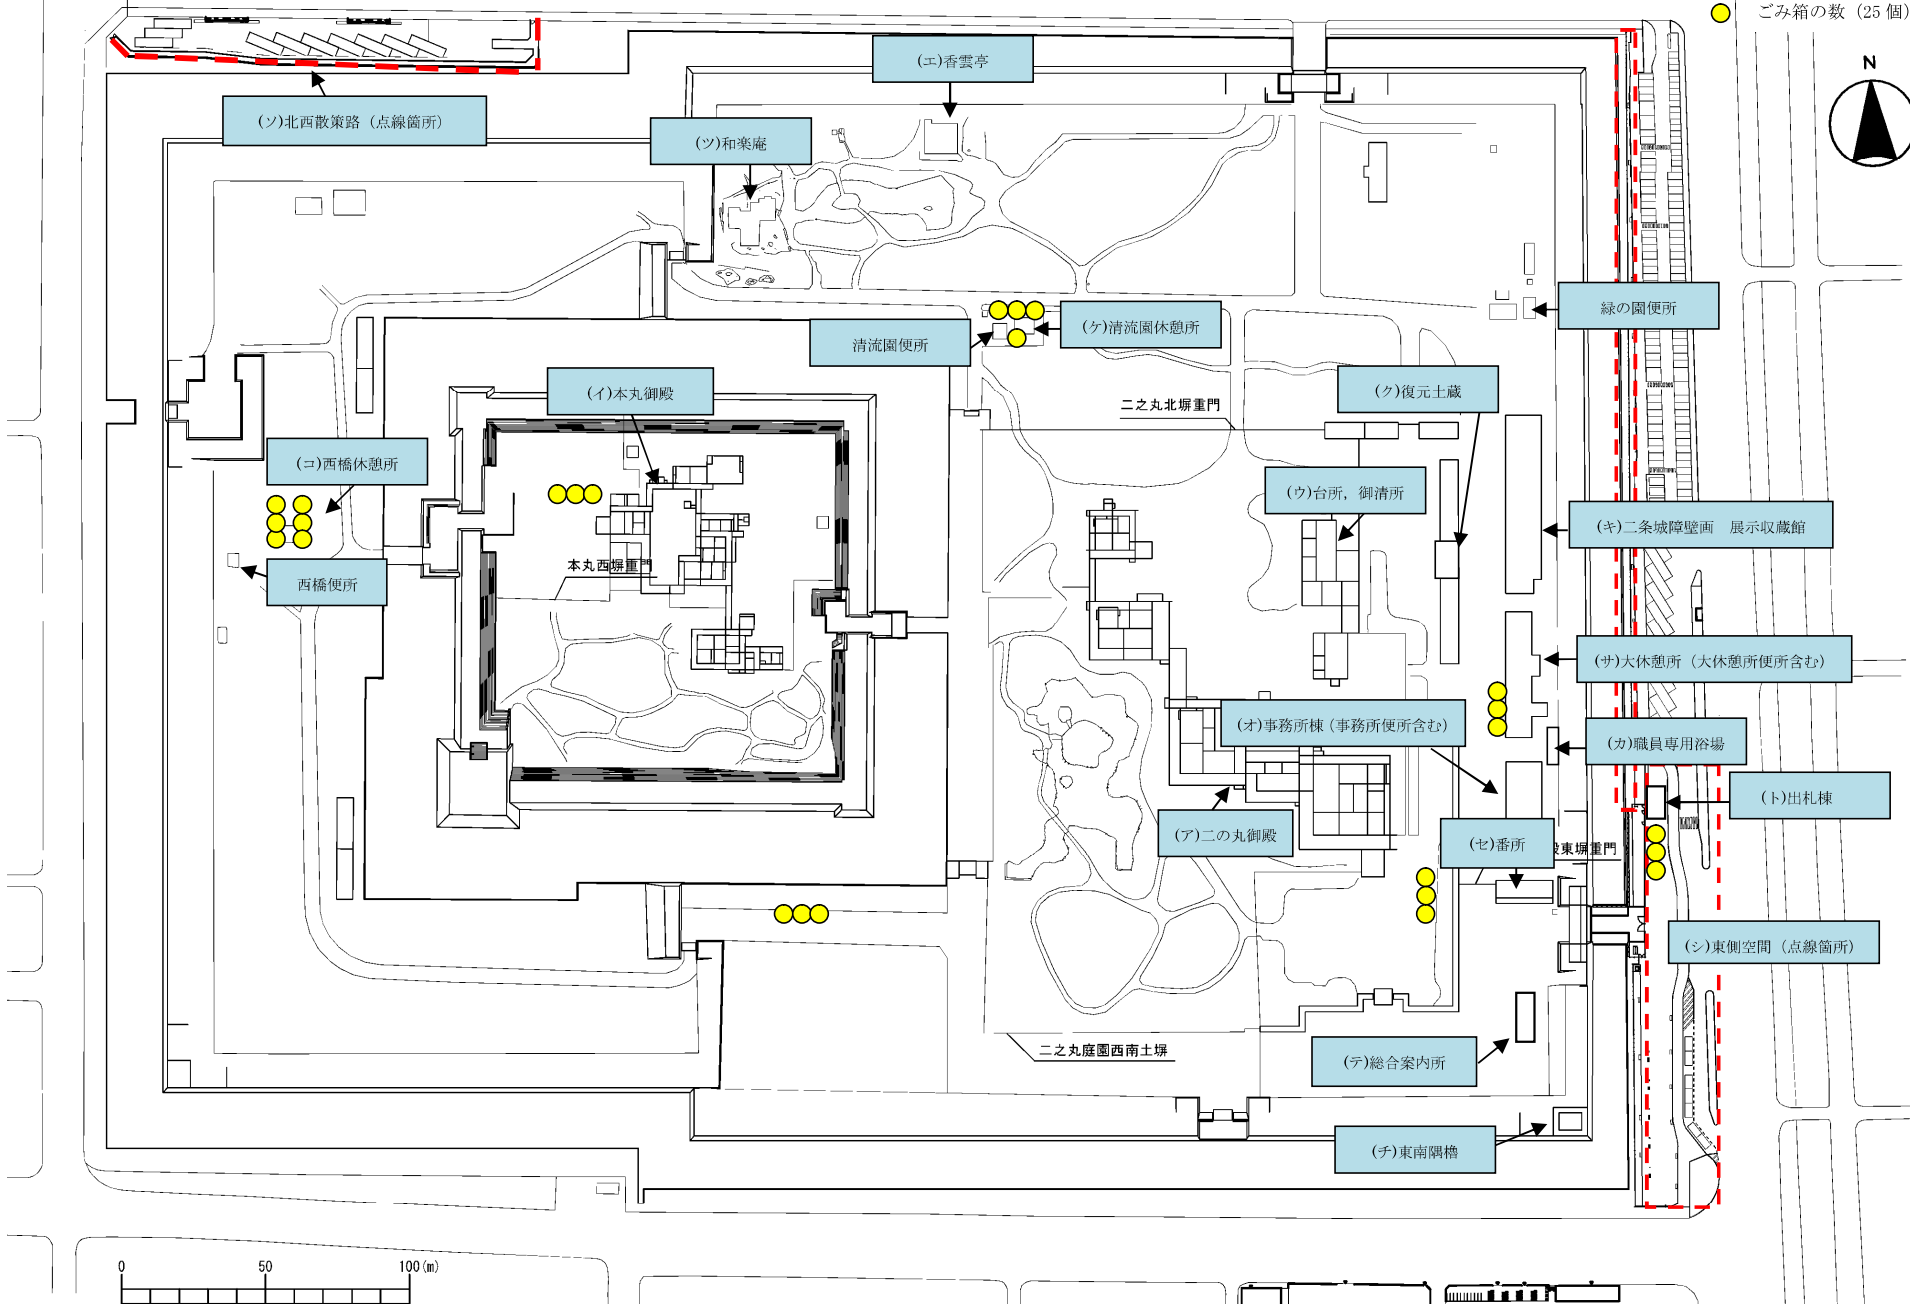 ごみ箱の数（25 個）
N
(エ)香雲亭
(ソ)北西散策路（点線箇所）
(ツ)和楽庵
緑の園便所
(ケ)清流園休憩所
清流園便所
(イ)本丸御殿
(ク)復元土蔵
二之丸北塀重門
(コ)西橋休憩所
(ウ)台所，御清所
(キ)二条城障壁画　展示収蔵館
本丸西塀重門
西橋便所
(サ)大休憩所（大休憩所便所含む）
(オ)事務所棟（事務所便所含む）
(カ)職員専用浴場
(ト)出札棟
(ア)二の丸御殿
(セ)番所
東塀重門
(シ)東側空間（点線箇所）
二之丸庭園西南土塀
(テ)総合案内所
(チ)東南隅櫓
0 50 100(m)